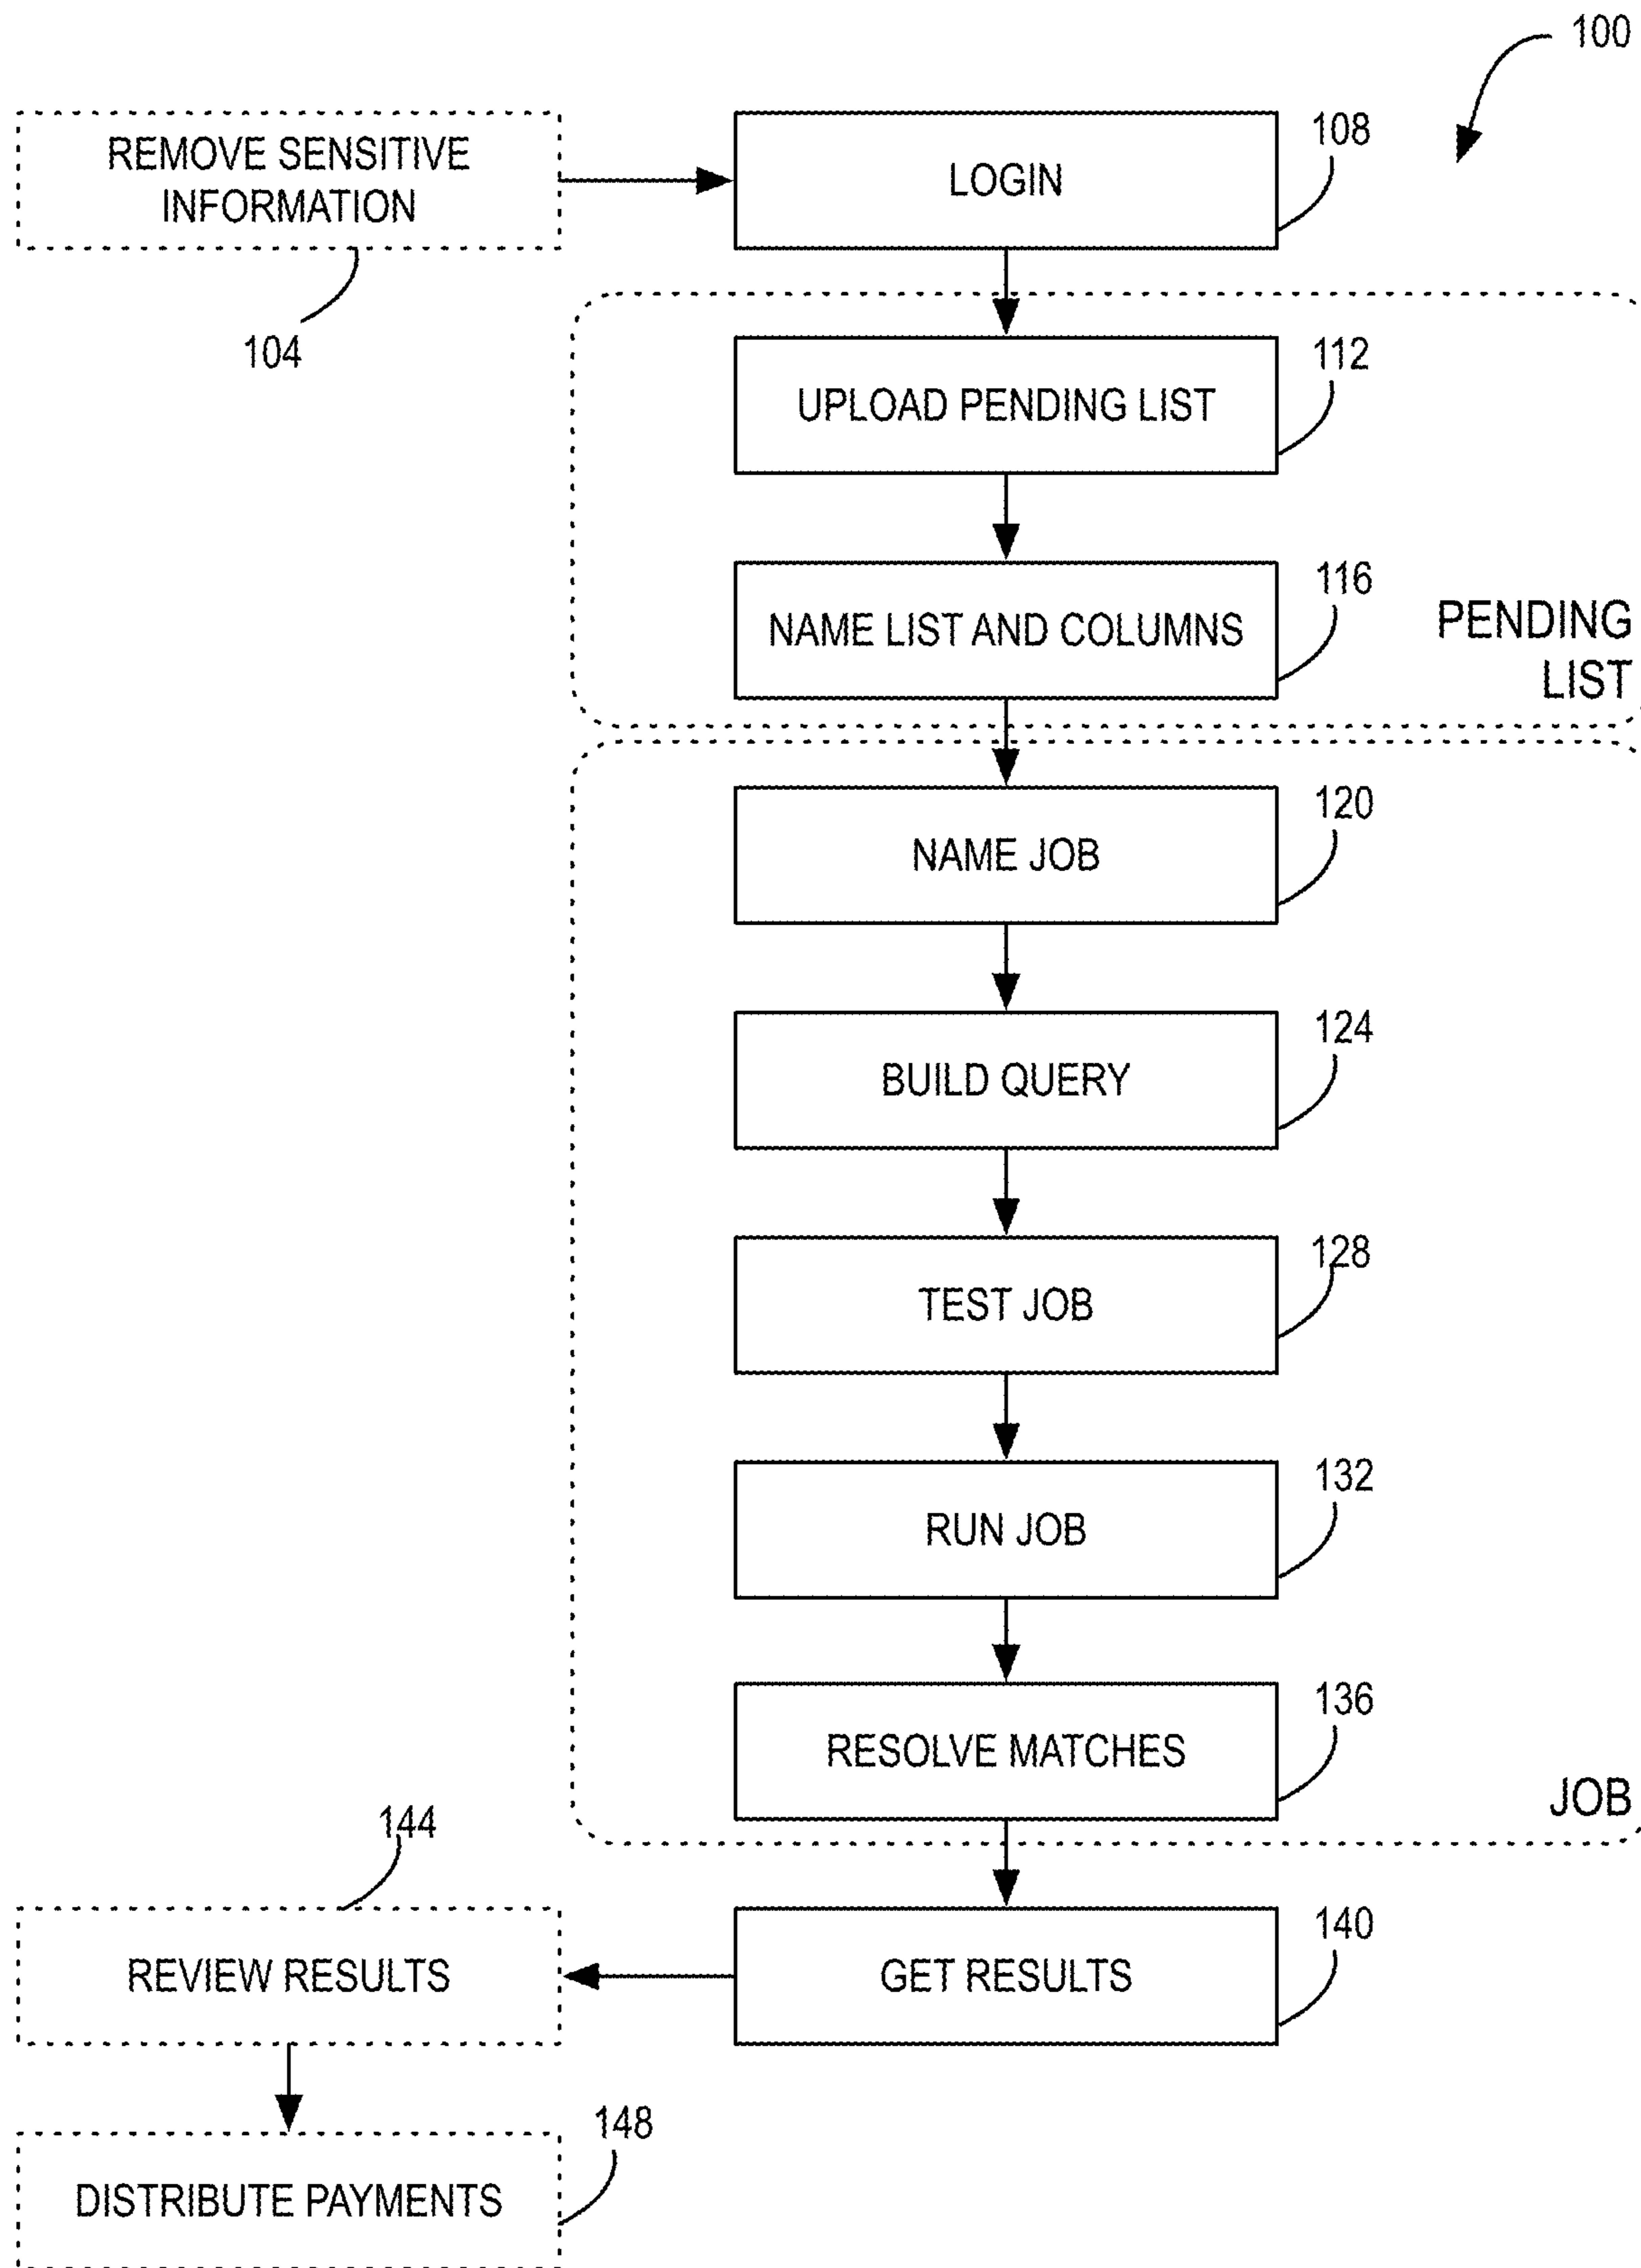 100
REMOVE SENSITIVE
INFORMATION
104
LOGIN
108
UPLOAD PENDING LIST
112
NAME LIST AND COLUMNS
116
PENDING
LIST
NAME JOB
120
BUILD QUERY
124
TEST JOB
128
RUN JOB
132
RESOLVE MATCHES
136
JOB
GET RESULTS
140
144
REVIEW RESULTS
DISTRIBUTE PAYMENTS
148